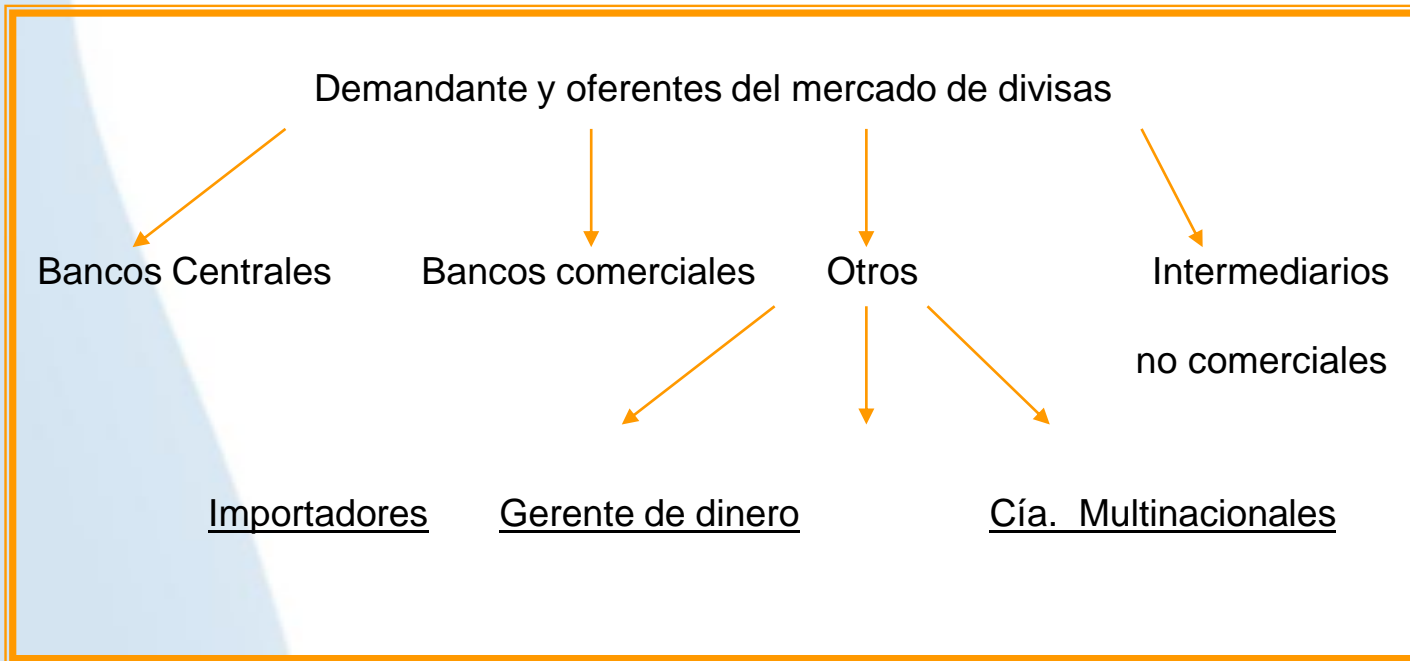 Demandante y oferentes del mercado de divisas
Bancos Centrales Bancos comerciales Otros Intermediarios
no comerciales
Importadores Gerente de dinero Cía. Multinacionales